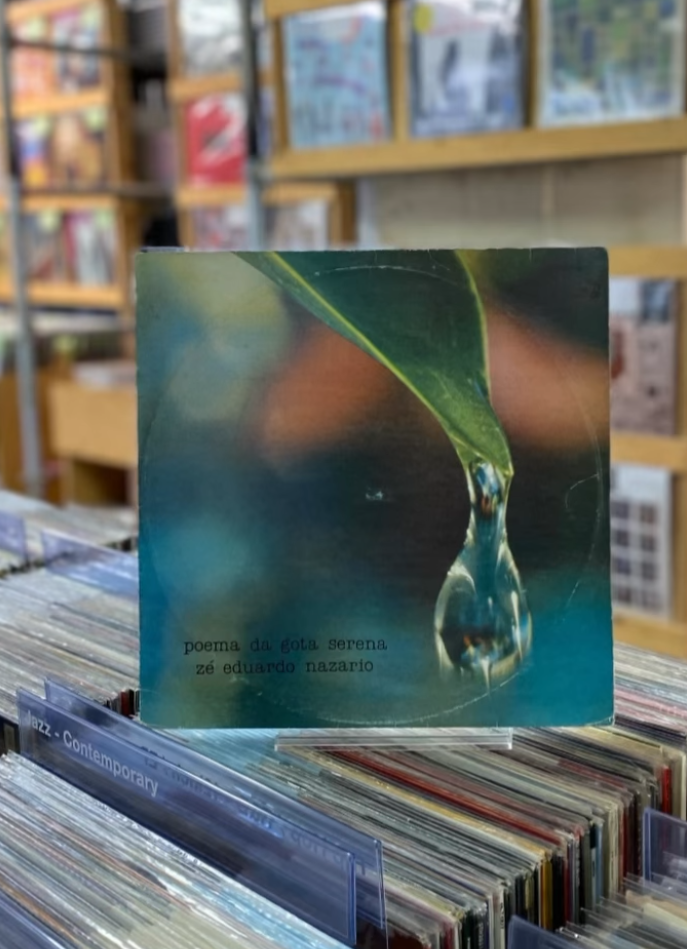 poema da gota serena
zé eduardo nazario
Jazz - Contemporary